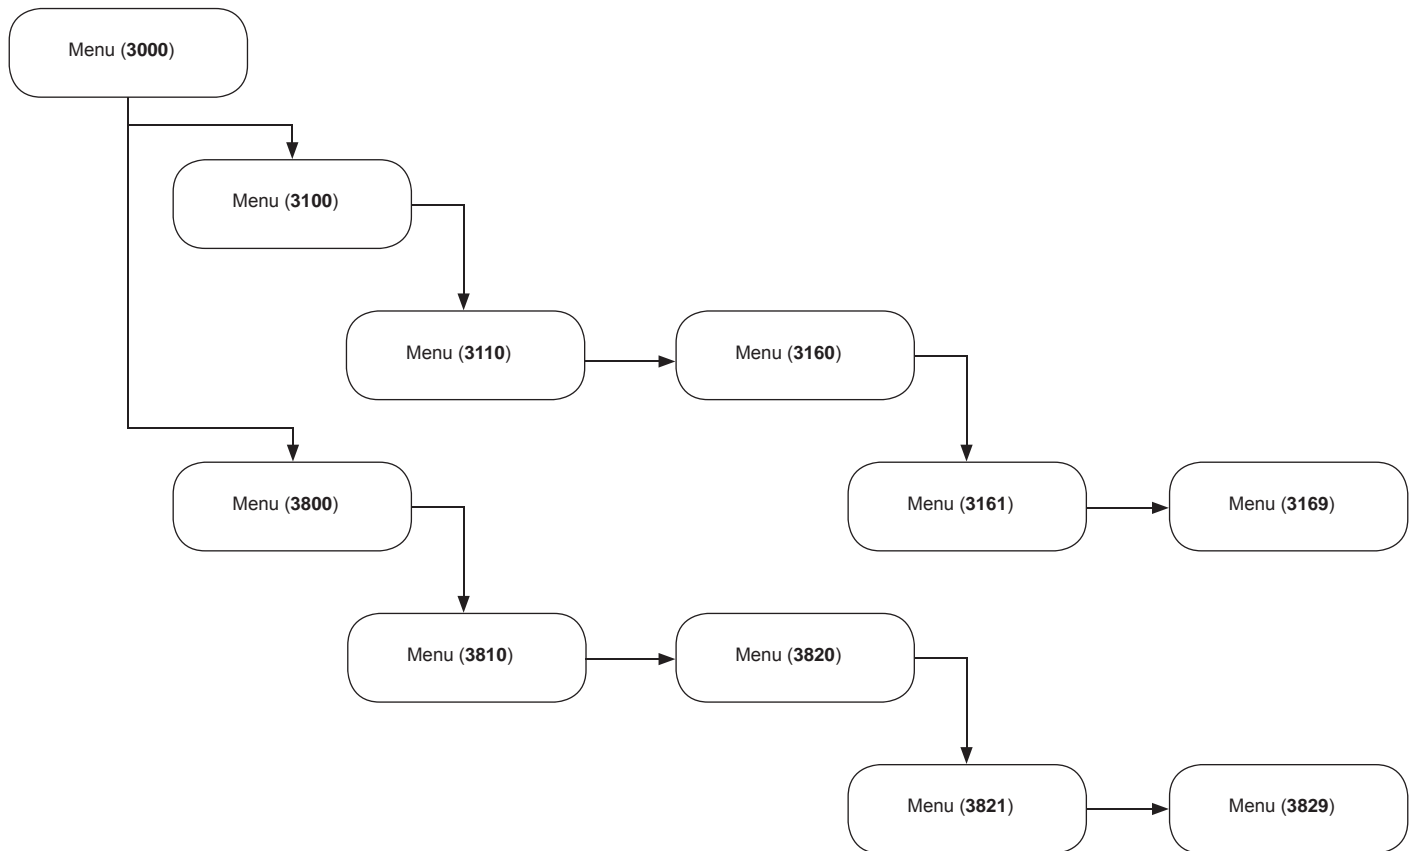 Menu (3000)
Menu (3100)
Menu (3110)
Menu (3160)
Menu (3800)
Menu (3161)
Menu (3169)
Menu (3810)
Menu (3820)
Menu (3821)
Menu (3829)